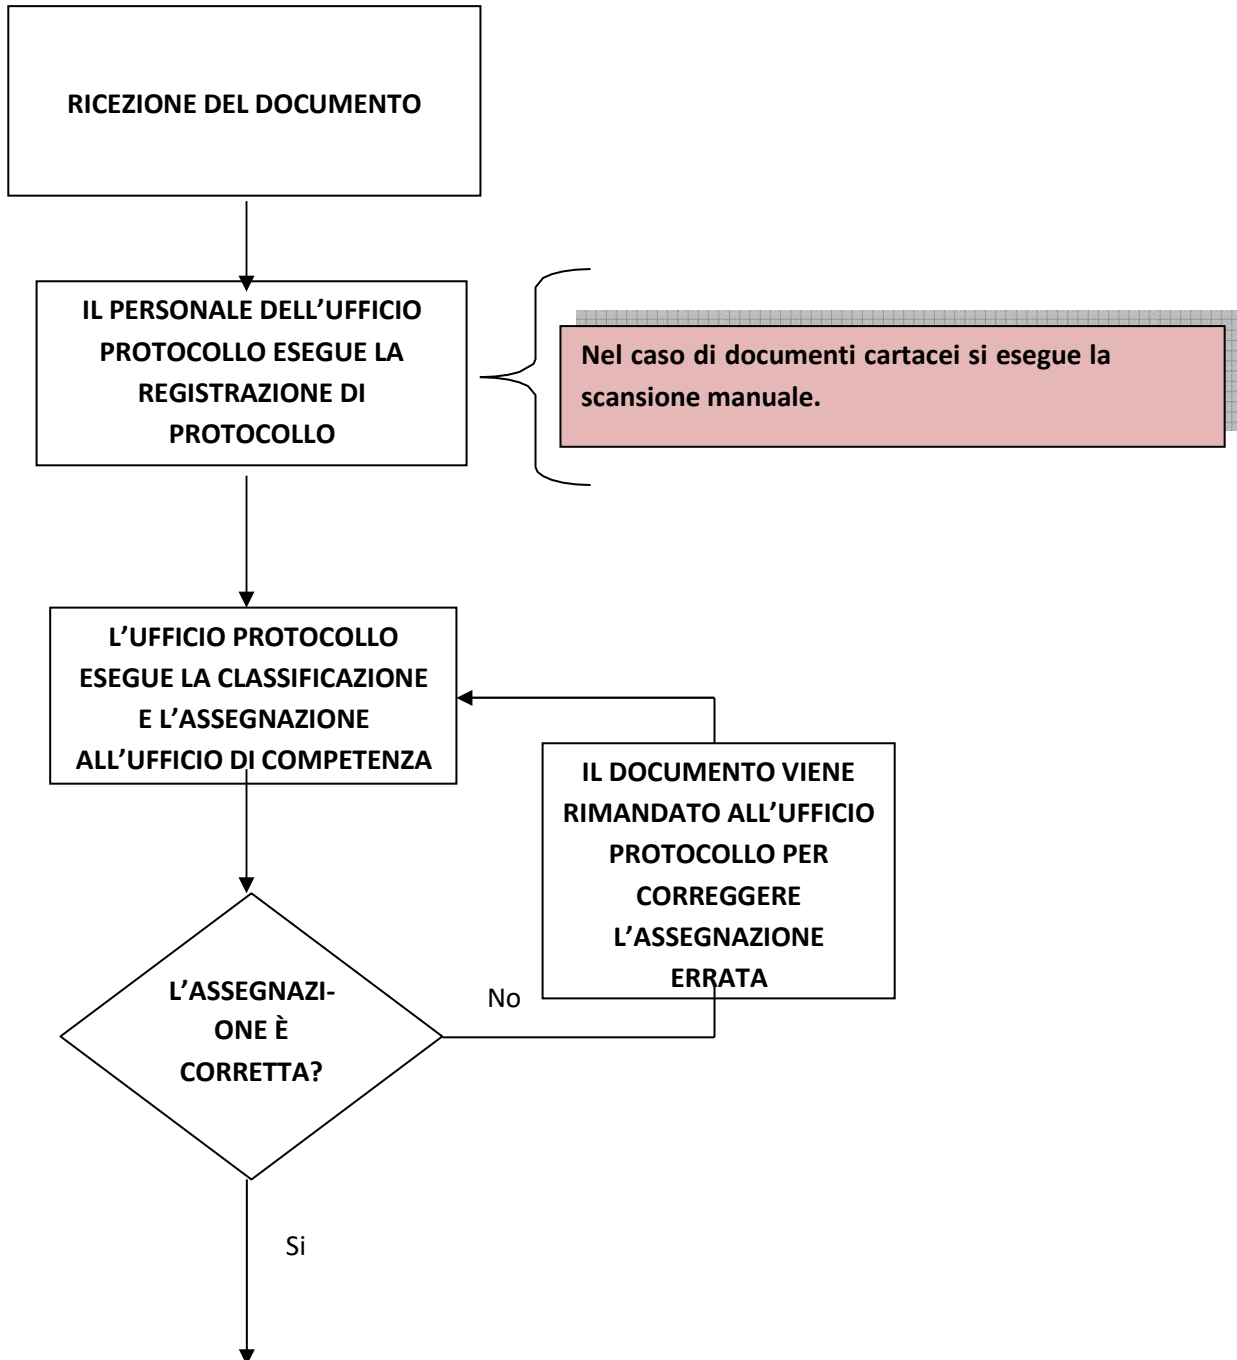 RICEZIONE DEL DOCUMENTO
IL PERSONALE DELL’UFFICIO
PROTOCOLLO ESEGUE LA
REGISTRAZIONE DI
PROTOCOLLO
Nel caso di documenti cartacei si esegue la
scansione manuale.
L’UFFICIO PROTOCOLLO
ESEGUE LA CLASSIFICAZIONE
E L’ASSEGNAZIONE
ALL’UFFICIO DI COMPETENZA
IL DOCUMENTO VIENE
RIMANDATO ALL’UFFICIO
PROTOCOLLO PER
CORREGGERE
L’ASSEGNAZIONE
ERRATA
L’ASSEGNAZI-
ONE È
CORRETTA?
No
Si